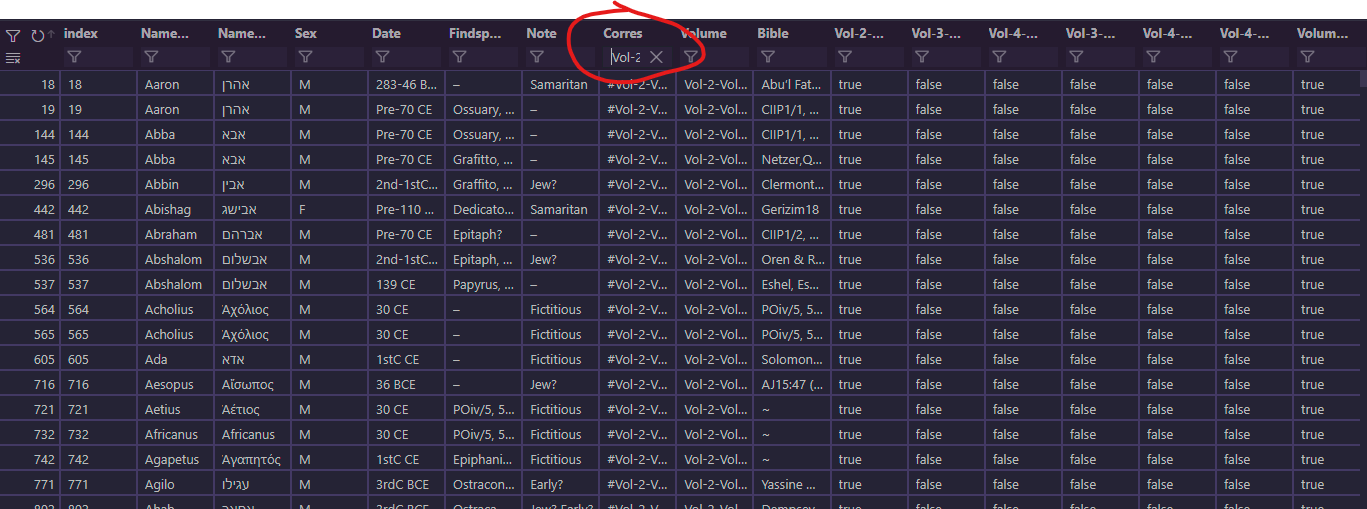 index Name... Name... Sex Date Findsp... Note Corres Volume Bible Vol-2-... Vol-3-... Vol-4-... Vol-3-... Vol-4-... Vol-4-... Volum...
Vol-2
18 18 Aaron אהרן M 283-46 B... – Samaritan #Vol-2-V... Vol-2-Vol... Abu’l Fat... true false false false false false true
19 19 Aaron אהרן M Pre-70 CE Ossuary, ... – #Vol-2-V... Vol-2-Vol... CIIP1/1, ... true false false false false false true
144 144 Abba אבא M Pre-70 CE Ossuary, ... – #Vol-2-V... Vol-2-Vol... CIIP1/1, ... true false false false false false true
145 145 Abba אבא M Pre-70 CE Grafitto, ... – #Vol-2-V... Vol-2-Vol... Netzer,Q... true false false false false false true
296 296 Abbin אבין M 2nd-1stC... Graffito, ... Jew? #Vol-2-V... Vol-2-Vol... Clermont... true false false false false false true
442 442 Abishag אבישג F Pre-110 ... Dedicato... Samaritan #Vol-2-V... Vol-2-Vol... Gerizim18 true false false false false false true
481 481 Abraham אברהם M Pre-70 CE Epitaph? – #Vol-2-V... Vol-2-Vol... CIIP1/2, ... true false false false false false true
536 536 Abshalom אבשלום M 2nd-1stC... Epitaph, ... Jew? #Vol-2-V... Vol-2-Vol... Oren & R... true false false false false false true
537 537 Abshalom אבשלום M 139 CE Papyrus, ... – #Vol-2-V... Vol-2-Vol... Eshel, Es... true false false false false false true
564 564 Acholius Ἀχόλιος M 30 CE – Fictitious #Vol-2-V... Vol-2-Vol... POiv/5, 5... true false false false false false true
565 565 Acholius Ἀχόλιος M 30 CE – Fictitious #Vol-2-V... Vol-2-Vol... POiv/5, 5... true false false false false false true
605 605 Ada אדא M 1stC CE – Fictitious #Vol-2-V... Vol-2-Vol... Solomon... true false false false false false true
716 716 Aesopus Αἴσωπος M 36 BCE – Jew? #Vol-2-V... Vol-2-Vol... AJ15:47 (... true false false false false false true
721 721 Aetius Ἀέτιος M 30 CE POiv/5, 5... Fictitious #Vol-2-V... Vol-2-Vol... ~ true false false false false false true
732 732 Africanus Africanus M 30 CE POiv/5, 5... Fictitious #Vol-2-V... Vol-2-Vol... ~ true false false false false false true
742 742 Agapetus Ἀγαπητός M 1stC CE Epiphani... Fictitious #Vol-2-V... Vol-2-Vol... ~ true false false false false false true
771 771 Agilo עגילו M 3rdC BCE Ostracon... Early? #Vol-2-V... Vol-2-Vol... Yassine ... true false false false false false true